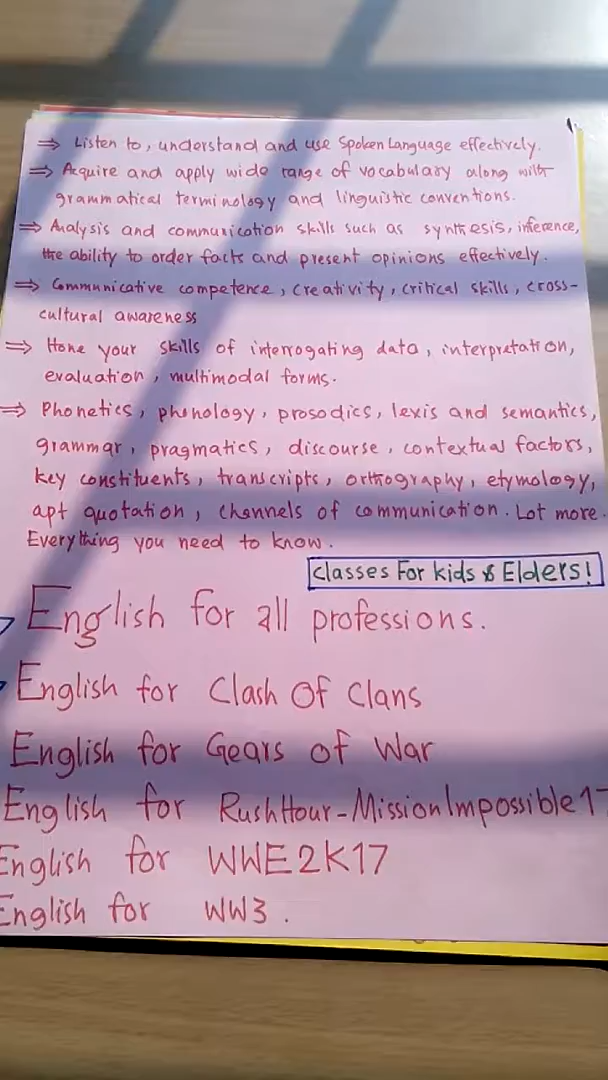 ⇒ Listen to, understand and use Spoken Language effectively.
⇒ Acquire and apply wide range of vocabulary along with
grammatical terminology and linguistic conventions.
⇒ Analysis and communication skills such as synthesis, inference,
the ability to order facts and present opinions effectively.
⇒ Communicative competence, creativity, critical skills, cross-
cultural awareness
⇒ Hone your skills of interrogating data, interpretation,
evaluation, multimodal forms.
⇒ Phonetics, phonology, prosodics, lexis and semantics,
grammar, pragmatics, discourse, contextual factors,
key constituents, transcripts, orthography, etymology,
apt quotation, channels of communication. Lot more.
Everything you need to know.
Classes For kids & Elders!
English for all professions.
English for Clash Of Clans
English for Gears of War
English for RushHour-MissionImpossible17
English for WWE2K17
English for WW3.